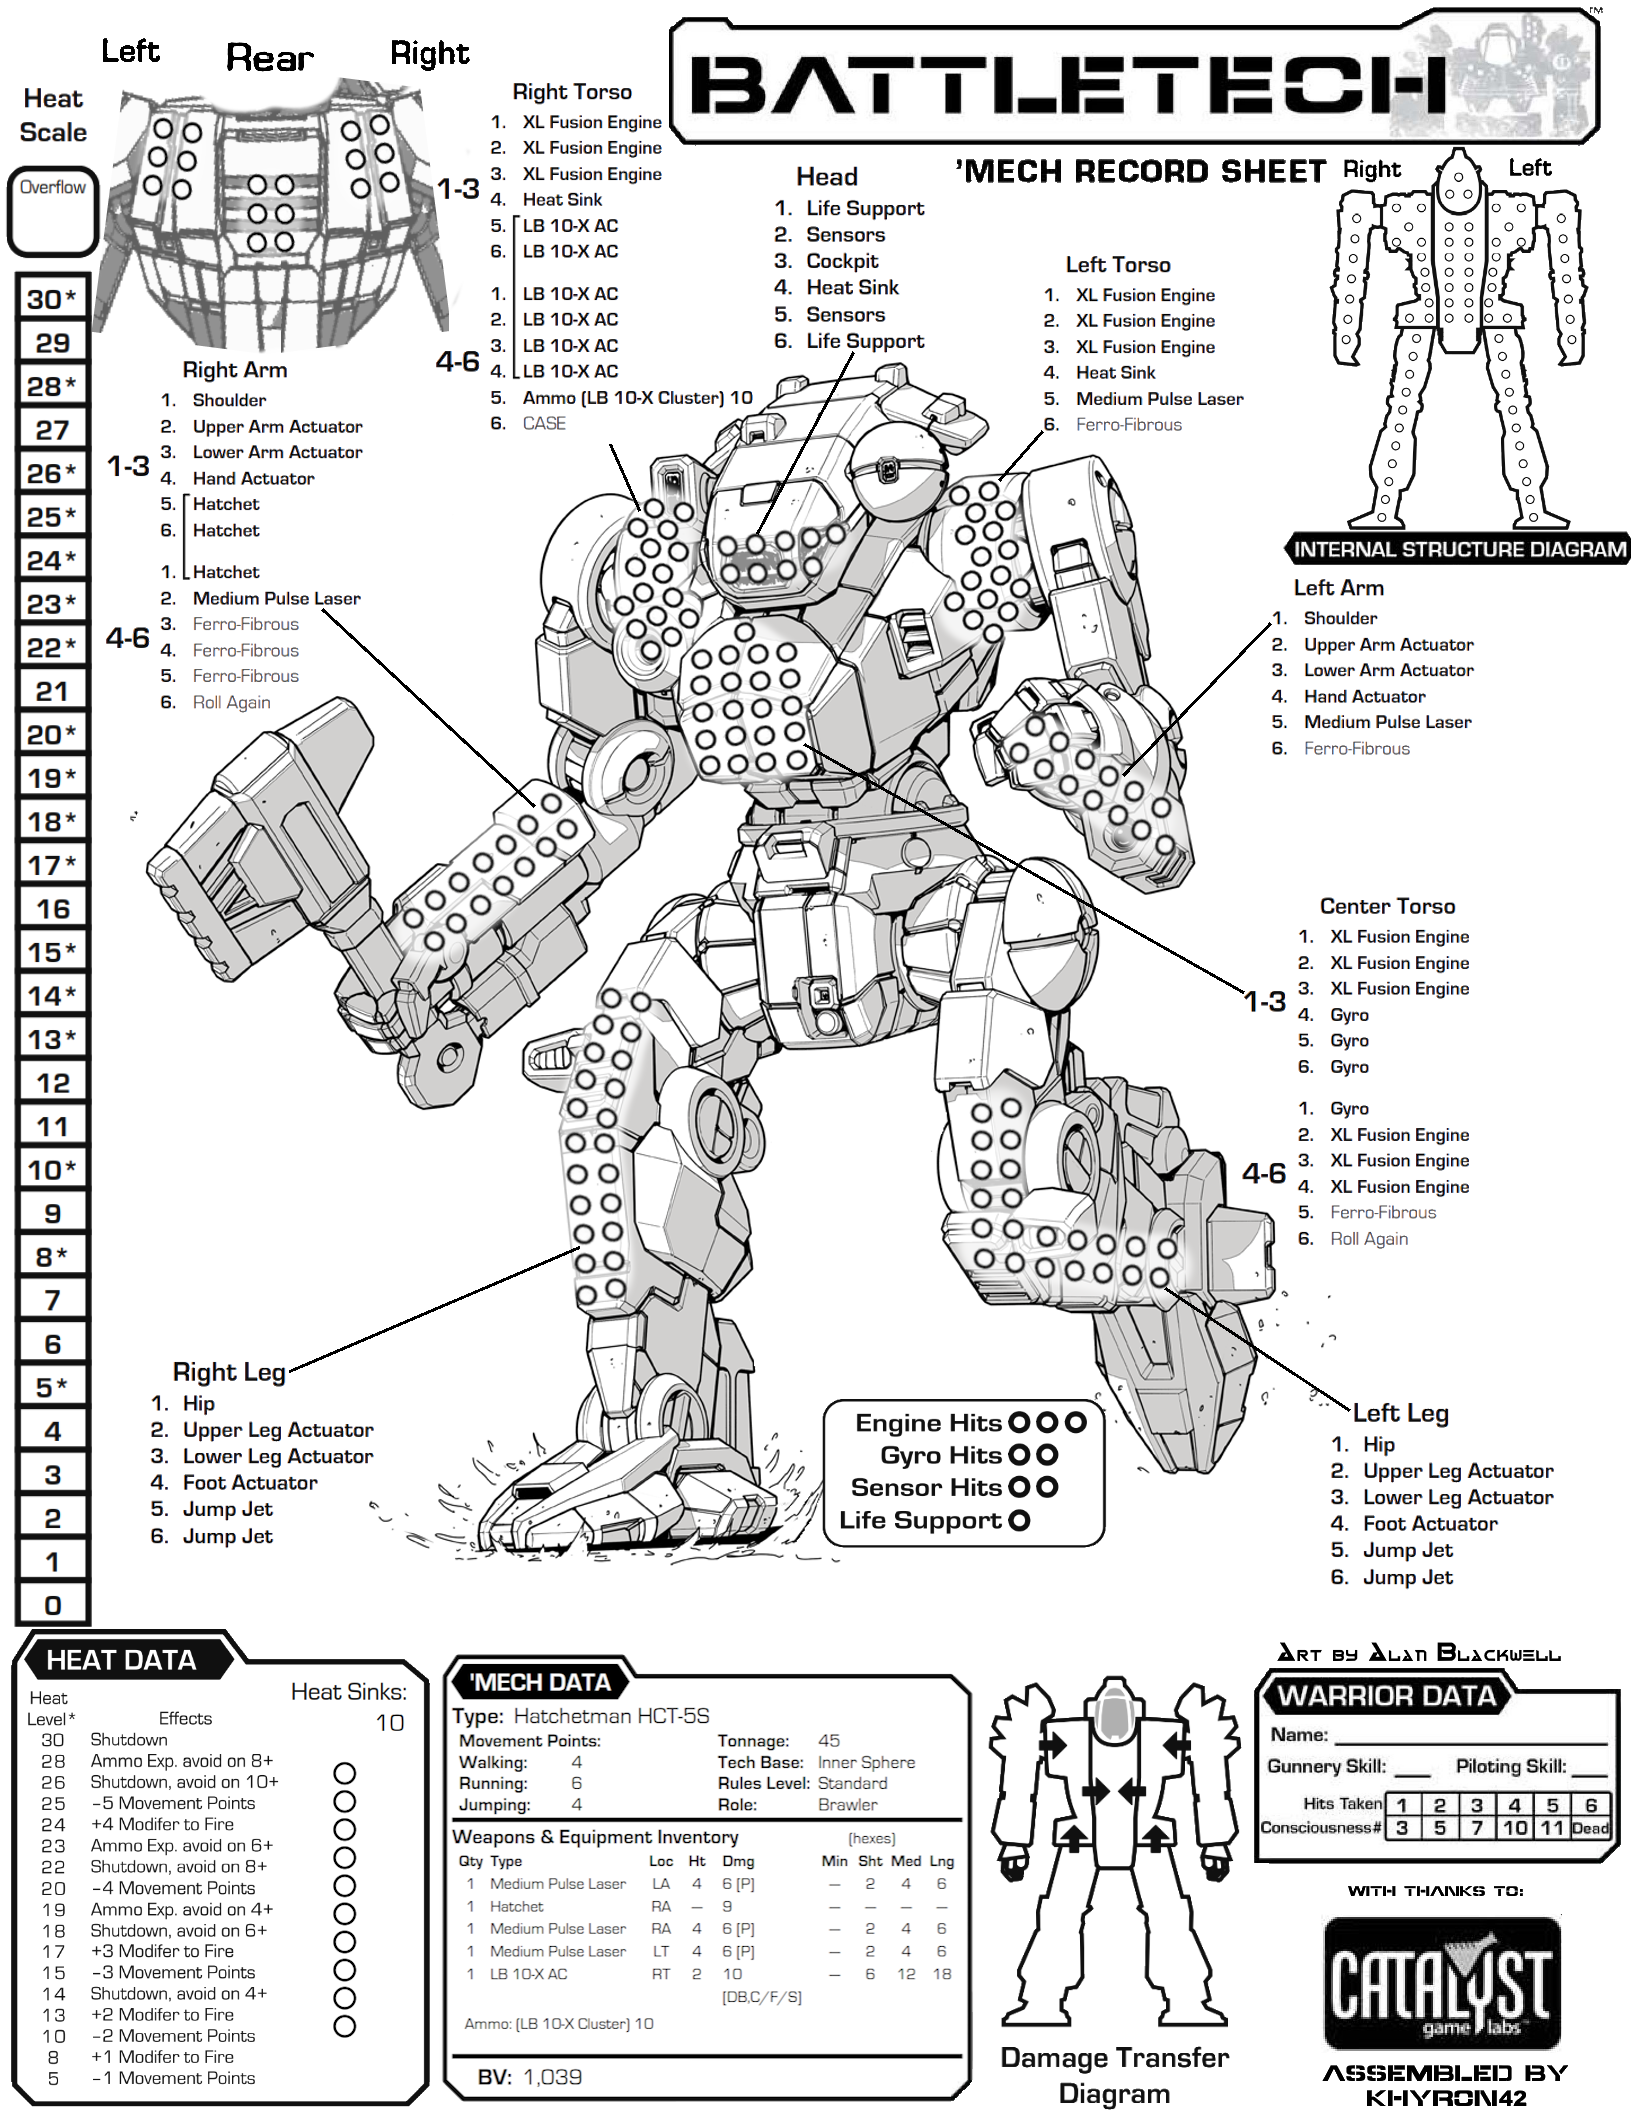 BATTLETECH™
'MECH RECORD SHEET
Left Rear Right
Heat
Scale
Overflow
30*
29
28*
27
26*
25*
24*
23*
22*
21
20*
19*
18*
17*
16
15*
14*
13*
12
11
10*
9
8*
7
6
5*
4
3
2
1
0
Right Torso
1-3
1. XL Fusion Engine
2. XL Fusion Engine
3. XL Fusion Engine
4. Heat Sink
5. LB 10-X AC
6. LB 10-X AC
4-6
1. LB 10-X AC
2. LB 10-X AC
3. LB 10-X AC
4. LB 10-X AC
5. Ammo (LB 10-X Cluster) 10
6. CASE
Head
1. Life Support
2. Sensors
3. Cockpit
4. Heat Sink
5. Sensors
6. Life Support
Left Torso
1. XL Fusion Engine
2. XL Fusion Engine
3. XL Fusion Engine
4. Heat Sink
5. Medium Pulse Laser
6. Ferro-Fibrous
Right Left
INTERNAL STRUCTURE DIAGRAM
Right Arm
1-3
1. Shoulder
2. Upper Arm Actuator
3. Lower Arm Actuator
4. Hand Actuator
5. Hatchet
6. Hatchet
4-6
1. Hatchet
2. Medium Pulse Laser
3. Ferro-Fibrous
4. Ferro-Fibrous
5. Ferro-Fibrous
6. Roll Again
Left Arm
1. Shoulder
2. Upper Arm Actuator
3. Lower Arm Actuator
4. Hand Actuator
5. Medium Pulse Laser
6. Ferro-Fibrous
Center Torso
1-3
1. XL Fusion Engine
2. XL Fusion Engine
3. XL Fusion Engine
4. Gyro
5. Gyro
6. Gyro
4-6
1. Gyro
2. XL Fusion Engine
3. XL Fusion Engine
4. XL Fusion Engine
5. Ferro-Fibrous
6. Roll Again
Right Leg
1. Hip
2. Upper Leg Actuator
3. Lower Leg Actuator
4. Foot Actuator
5. Jump Jet
6. Jump Jet
Engine Hits
Gyro Hits
Sensor Hits
Life Support
Left Leg
1. Hip
2. Upper Leg Actuator
3. Lower Leg Actuator
4. Foot Actuator
5. Jump Jet
6. Jump Jet
HEAT DATA
Heat Level* Effects
Heat Sinks:
10
30 Shutdown
28 Ammo Exp. avoid on 8+
26 Shutdown, avoid on 10+
25 -5 Movement Points
24 +4 Modifer to Fire
23 Ammo Exp. avoid on 6+
22 Shutdown, avoid on 8+
20 -4 Movement Points
19 Ammo Exp. avoid on 4+
18 Shutdown, avoid on 6+
17 +3 Modifer to Fire
15 -3 Movement Points
14 Shutdown, avoid on 4+
13 +2 Modifer to Fire
10 -2 Movement Points
8 +1 Modifer to Fire
5 -1 Movement Points
'MECH DATA
Type: Hatchetman HCT-5S
Movement Points:
Walking: 4
Running: 6
Jumping: 4
Tonnage: 45
Tech Base: Inner Sphere
Rules Level: Standard
Role: Brawler
Weapons & Equipment Inventory (hexes)
Qty Type Loc Ht Dmg Min Sht Med Lng
1 Medium Pulse Laser LA 4 6 [P] — 2 4 6
1 Hatchet RA — 9 — — — —
1 Medium Pulse Laser RA 4 6 [P] — 2 4 6
1 Medium Pulse Laser LT 4 6 [P] — 2 4 6
1 LB 10-X AC RT 2 10 — 6 12 18
[DB,C/F/S]
Ammo: (LB 10-X Cluster) 10
BV: 1,039
Damage Transfer
Diagram
Art by Alan Blackwell
WARRIOR DATA
Name:
Gunnery Skill: Piloting Skill:
Hits Taken 1 2 3 4 5 6
Consciousness# 3 5 7 10 11 Dead
WITH THANKS TO:
CATALYST
game labs™
ASSEMBLED BY
KHYRON42